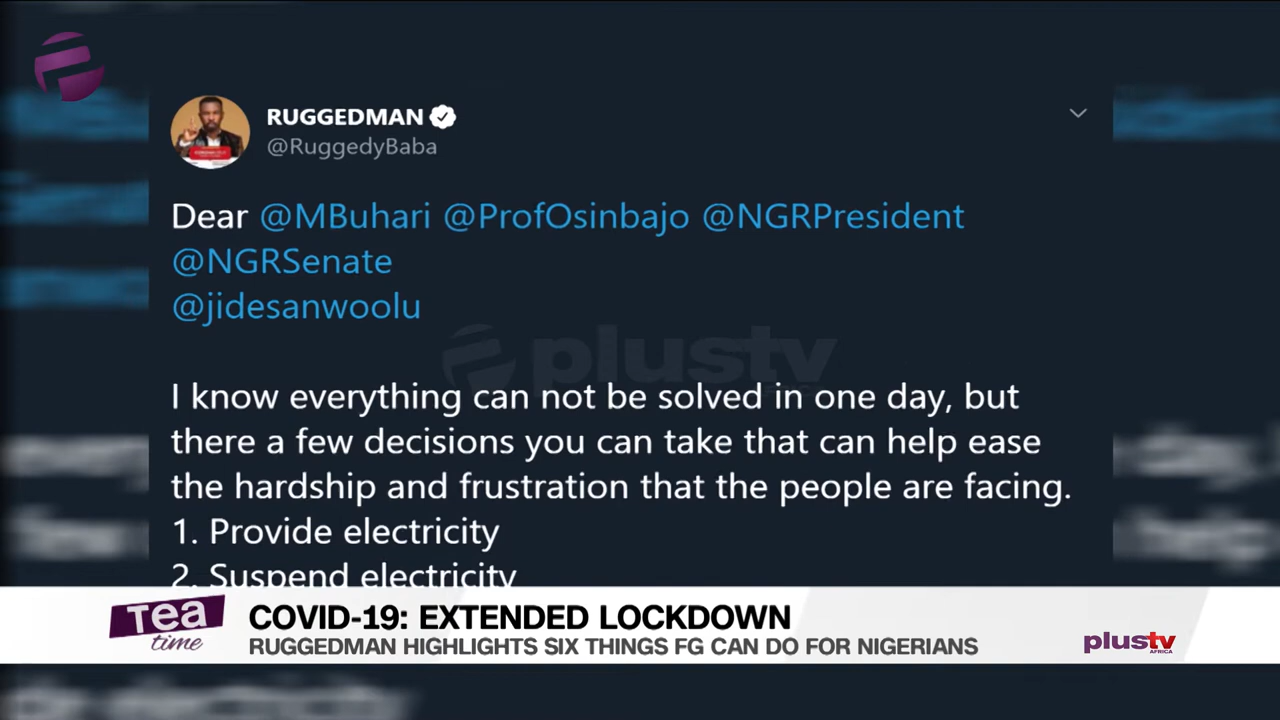 RUGGEDMAN
@RuggedyBaba
Dear @MBuhari @ProfOsinbajo @NGRPresident
@NGRSenate
@jidesanwoolu
plustv
I know everything can not be solved in one day, but
there a few decisions you can take that can help ease
the hardship and frustration that the people are facing.
1. Provide electricity
2. Suspend electricity
Tea time
COVID-19: EXTENDED LOCKDOWN
RUGGEDMAN HIGHLIGHTS SIX THINGS FG CAN DO FOR NIGERIANS
plustv
AFRICA